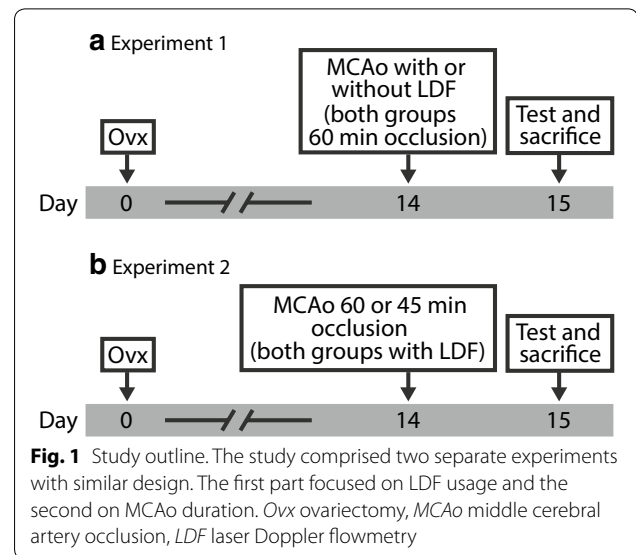 a Experiment 1
MCAo with or
without LDF
(both groups
60 min occlusion)
Ovx
Test and
sacrifice
Day 0 14 15
b Experiment 2
MCAo 60 or 45 min
occlusion
(both groups with LDF)
Ovx
Test and
sacrifice
Day 0 14 15
Fig. 1 Study outline. The study comprised two separate experiments
with similar design. The first part focused on LDF usage and the
second on MCAo duration. Ovx ovariectomy, MCAo middle cerebral
artery occlusion, LDF laser Doppler flowmetry